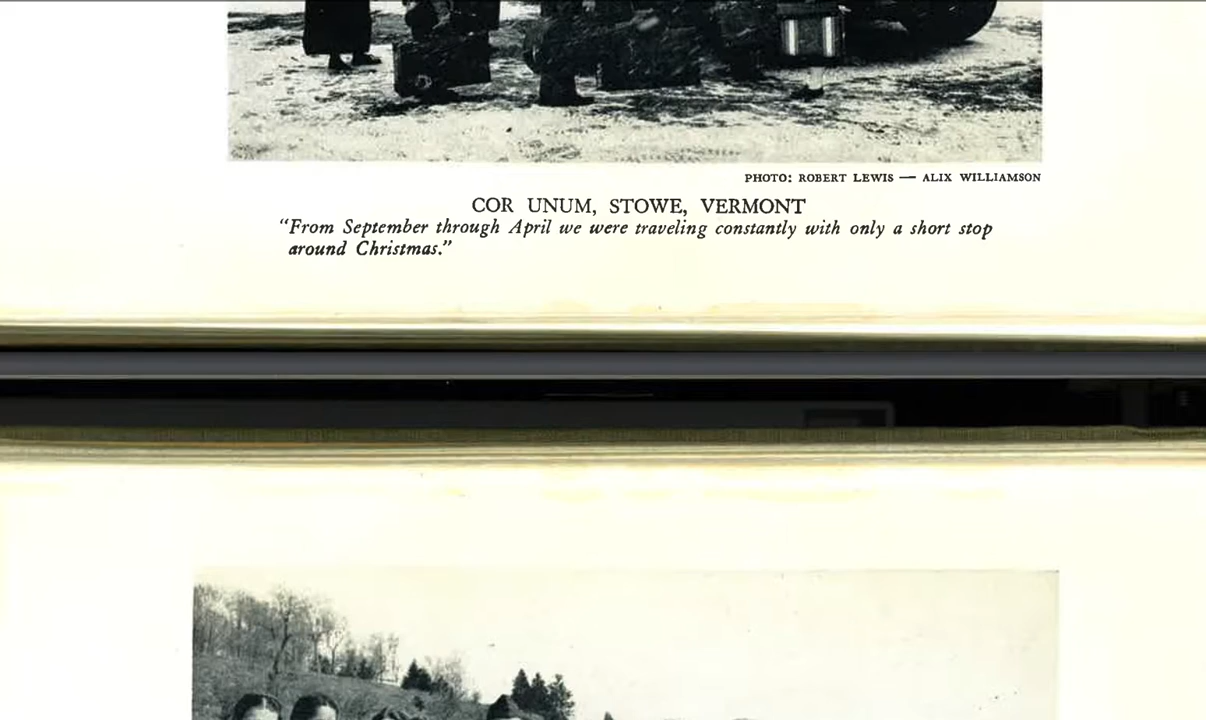 PHOTO: ROBERT LEWIS — ALIX WILLIAMSON
COR UNUM, STOWE, VERMONT
"From September through April we were traveling constantly with only a short stop
around Christmas."